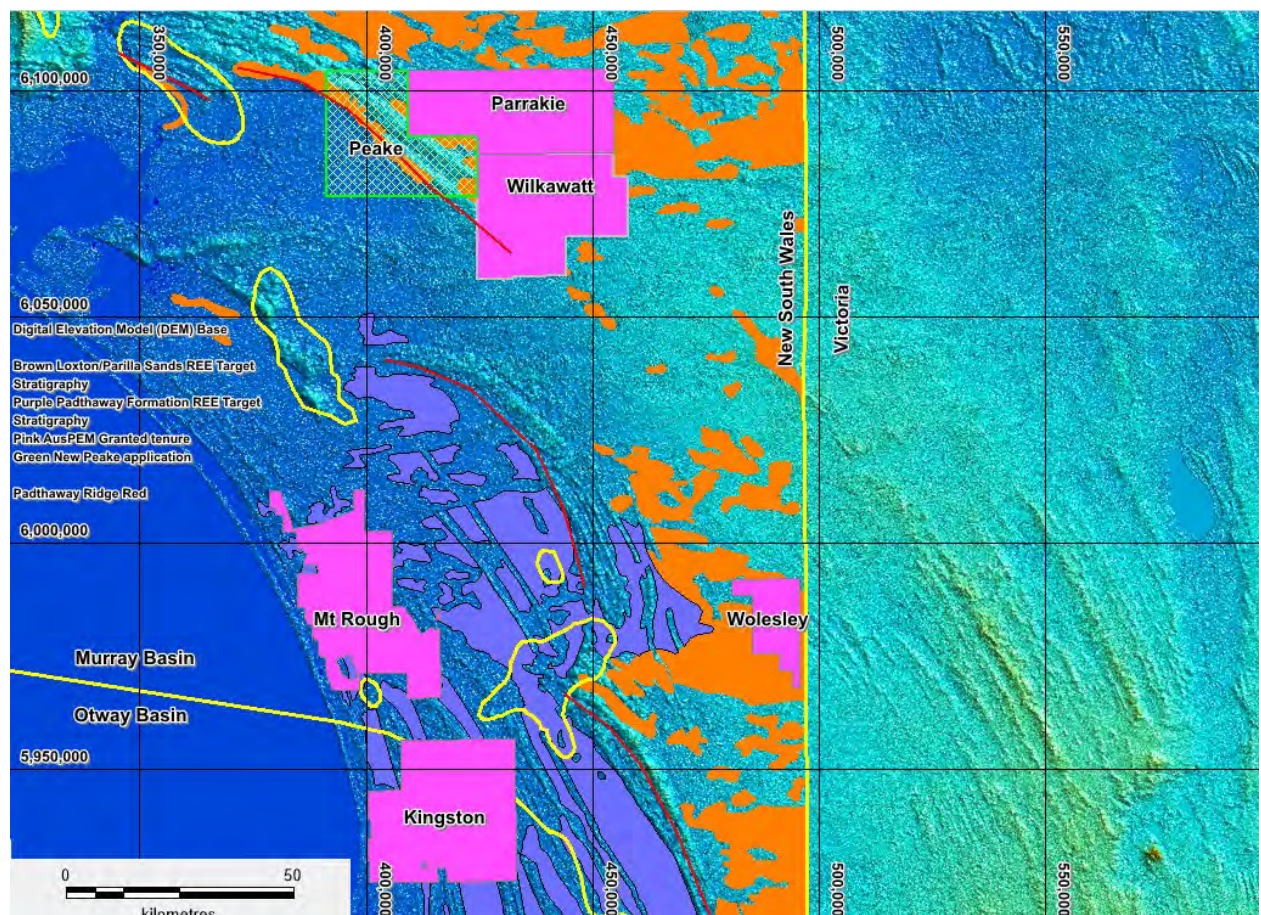 350,000
400,000
450,000
500,000
550,000
6,100,000
Parrakie
Peake
Wilkawatt
New South Wales
Victoria
6,050,000
Digital Elevation Model (DEM) Base
Brown Loxton/Parilla Sands REE Target
Stratigraphy
Purple Padthaway Formation REE Target
Stratigraphy
Pink AusPEM Granted tenure
Green New Peake application
Padthaway Ridge Red
6,000,000
Mt Rough
Wolesley
Murray Basin
Otway Basin
5,950,000
Kingston
0
50
kilometres
400,000
450,000
500,000
550,000